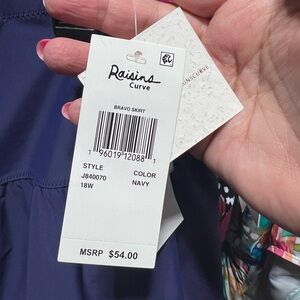 Raisins
Curve
BRAVO SKIRT
1 96019 12088 1
STYLE COLOR
J840070 NAVY
18W
MSRP $54.00